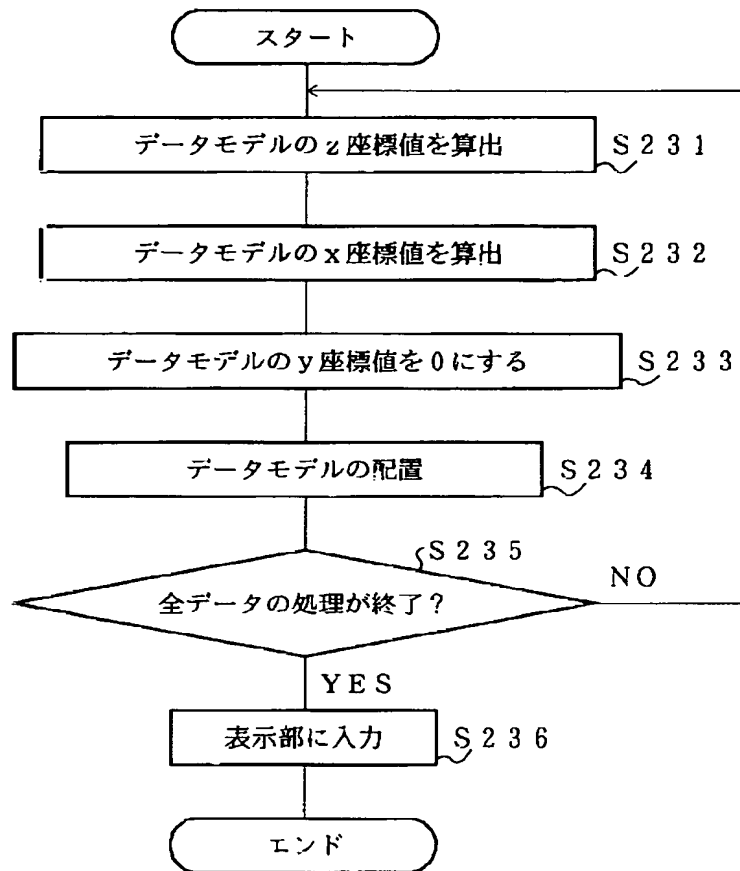 スタート
データモデルのz座標値を算出
S231
データモデルのx座標値を算出
S232
データモデルのy座標値を0にする
S233
データモデルの配置
S234
S235
全データの処理が終了?
NO
YES
表示部に入力
S236
エンド